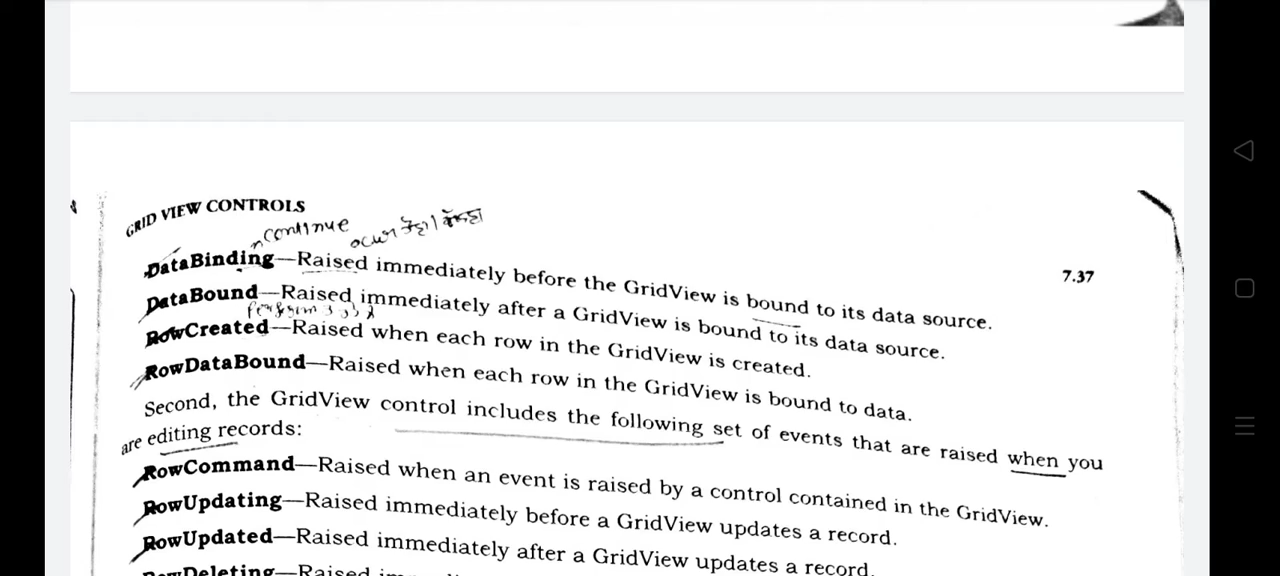 GRID VIEW CONTROLS
continue
7.37
DataBinding—Raised immediately before the GridView is bound to its data source.
DataBound—Raised immediately after a GridView is bound to its data source.
RowCreated—Raised when each row in the GridView is created.
RowDataBound—Raised when each row in the GridView is bound to data.
Second, the GridView control includes the following set of events that are raised when you
are editing records:
RowCommand—Raised when an event is raised by a control contained in the GridView.
RowUpdating—Raised immediately before a GridView updates a record.
RowUpdated—Raised immediately after a GridView updates a record.
RowDeleting—Raised